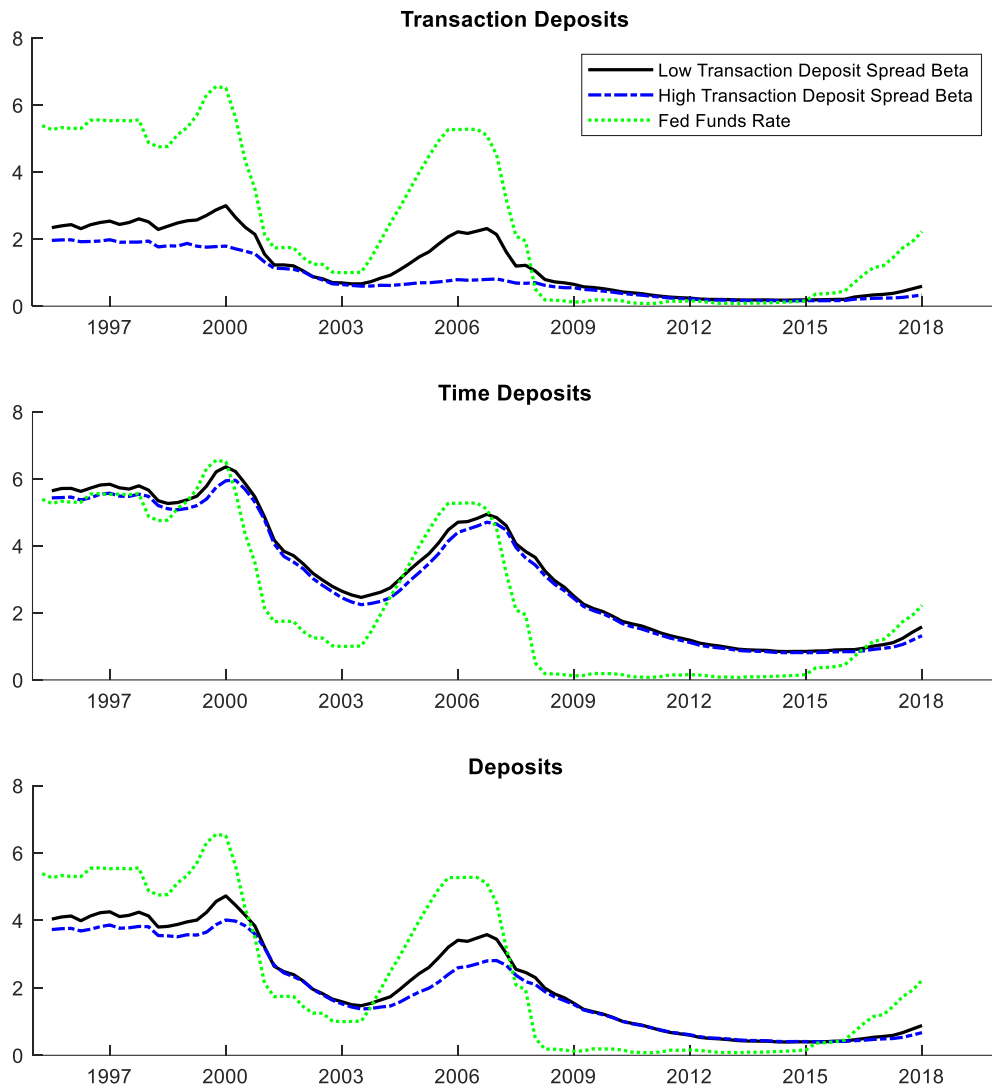 Transaction Deposits
8
6
4
2
0
Low Transaction Deposit Spread Beta
High Transaction Deposit Spread Beta
Fed Funds Rate
1997 2000 2003 2006 2009 2012 2015 2018
Time Deposits
8
6
4
2
0
1997 2000 2003 2006 2009 2012 2015 2018
Deposits
8
6
4
2
0
1997 2000 2003 2006 2009 2012 2015 2018